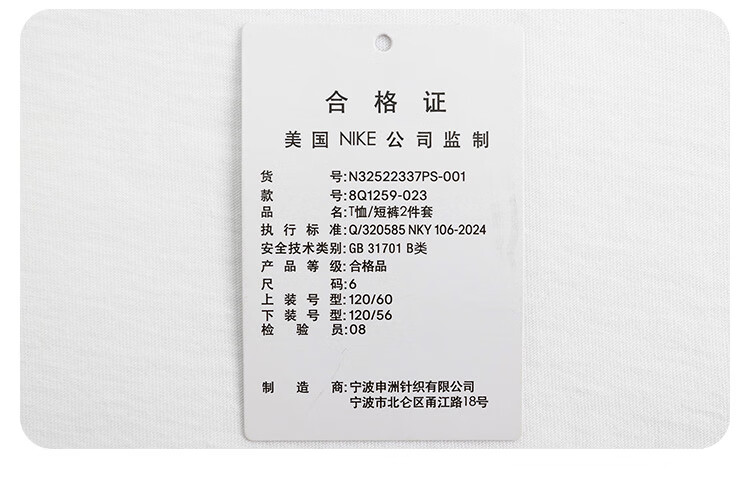 合格证
美国NIKE公司监制
货号:N32522337PS-001
款号:8Q1259-023
品名:T恤/短裤2件套
执行标准:Q/320585 NKY 106-2024
安全技术类别:GB 31701 B类
产品等级:合格品
尺码:6
上装号型:120/60
下装号型:120/56
检验员:08
制造商:宁波申洲针织有限公司
宁波市北仑区甬江路18号